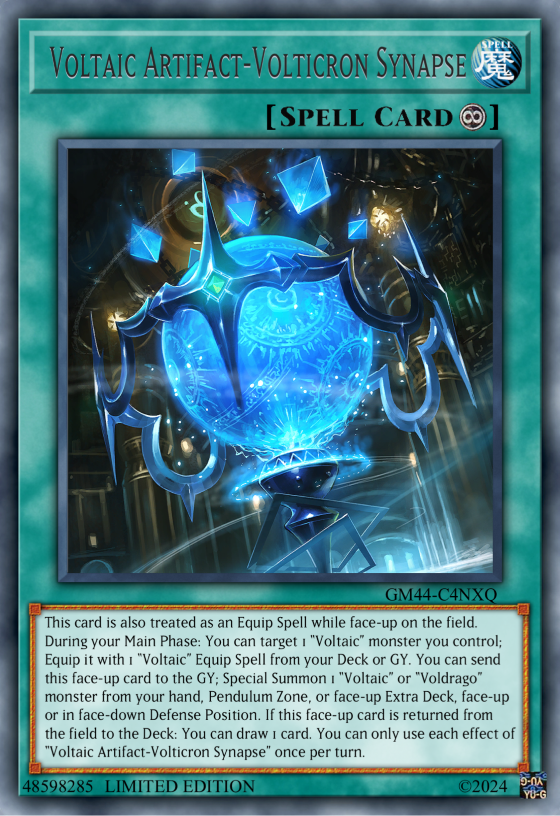 VOLTAIC ARTIFACT-VOLTICRON SYNAPSE
SPELL
魔
[SPELL CARD]
GM44-C4NXQ
This card is also treated as an Equip Spell while face-up on the field.
During your Main Phase: You can target 1 "Voltaic" monster you control;
Equip it with 1 "Voltaic" Equip Spell from your Deck or GY. You can send
this face-up card to the GY; Special Summon 1 "Voltaic" or "Voldrago"
monster from your hand, Pendulum Zone, or face-up Extra Deck, face-up
or in face-down Defense Position. If this face-up card is returned from
the field to the Deck: You can draw 1 card. You can only use each effect of
"Voltaic Artifact-Volticron Synapse" once per turn.
48598285 LIMITED EDITION
©2024